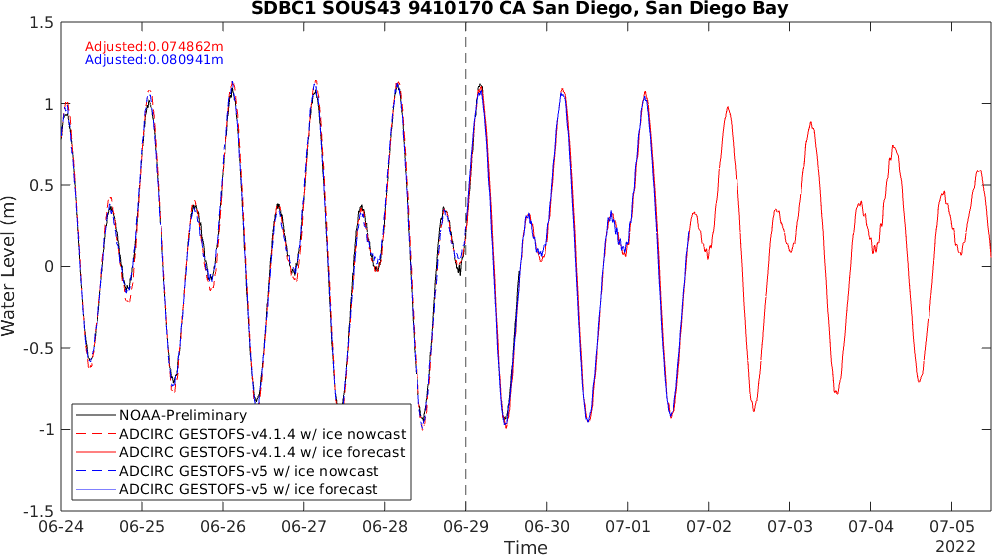 SDBC1 SOUS43 9410170 CA San Diego, San Diego Bay
Adjusted:0.074862m
Adjusted:0.080941m
1.5
1
0.5
0
-0.5
-1
-1.5
Water Level (m)
NOAA-Preliminary
ADCIRC GESTOFS-v4.1.4 w/ ice nowcast
ADCIRC GESTOFS-v4.1.4 w/ ice forecast
ADCIRC GESTOFS-v5 w/ ice nowcast
ADCIRC GESTOFS-v5 w/ ice forecast
06-24 06-25 06-26 06-27 06-28 06-29 06-30 07-01 07-02 07-03 07-04 07-05
Time
2022